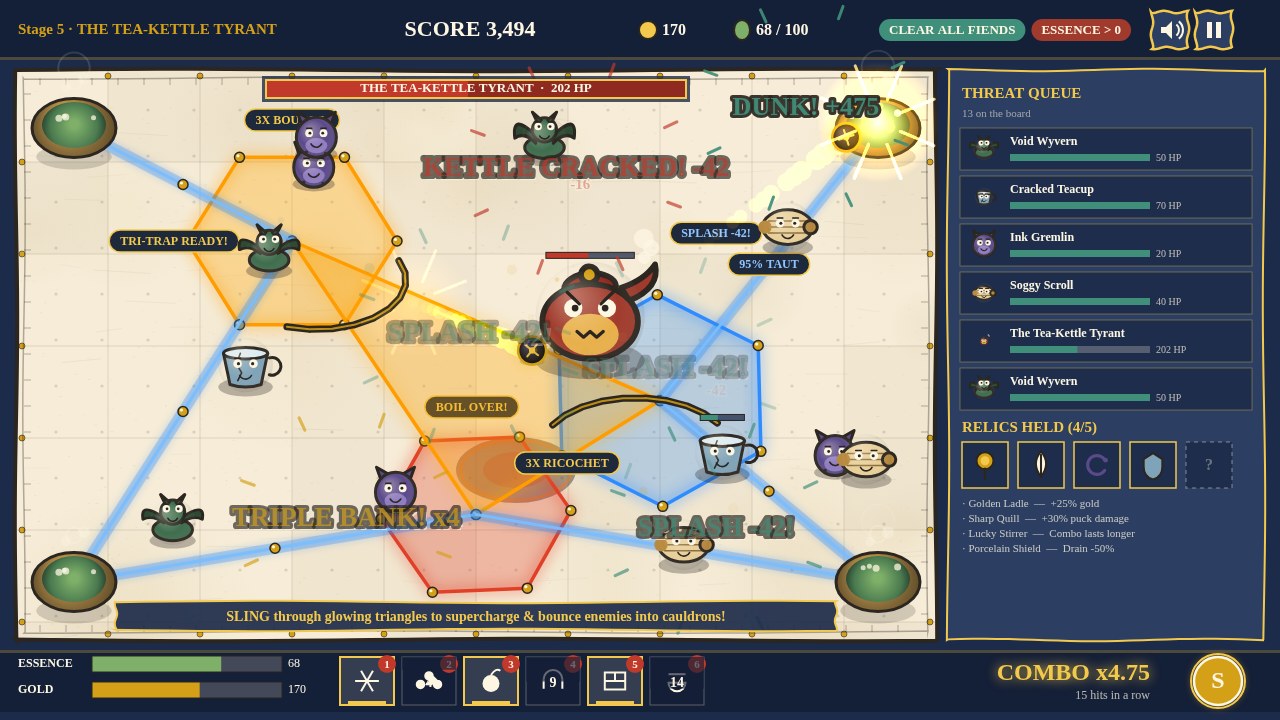 Stage 5 · THE TEA-KETTLE TYRANT
SCORE 3,494
170
68 / 100
CLEAR ALL FIENDS
ESSENCE > 0
THE TEA-KETTLE TYRANT · 202 HP
DUNK! +475
KETTLE CRACKED! -42
-16
TRI-TRAP READY!
SPLASH -42!
95% TAUT
SPLASH -42!
SPLASH -42!
-42
BOIL OVER!
3X RICOCHET
TRIPLE BANK! x4
SPLASH -42!
SLING through glowing triangles to supercharge & bounce enemies into cauldrons!
THREAT QUEUE
13 on the board
Void Wyvern
50 HP
Cracked Teacup
70 HP
Ink Gremlin
20 HP
Soggy Scroll
40 HP
The Tea-Kettle Tyrant
202 HP
Void Wyvern
50 HP
RELICS HELD (4/5)
?
· Golden Ladle — +25% gold
· Sharp Quill — +30% puck damage
· Lucky Stirrer — Combo lasts longer
· Porcelain Shield — Drain -50%
ESSENCE
68
GOLD
170
1
2
3
4
9
5
6
14
COMBO x4.75
15 hits in a row
S